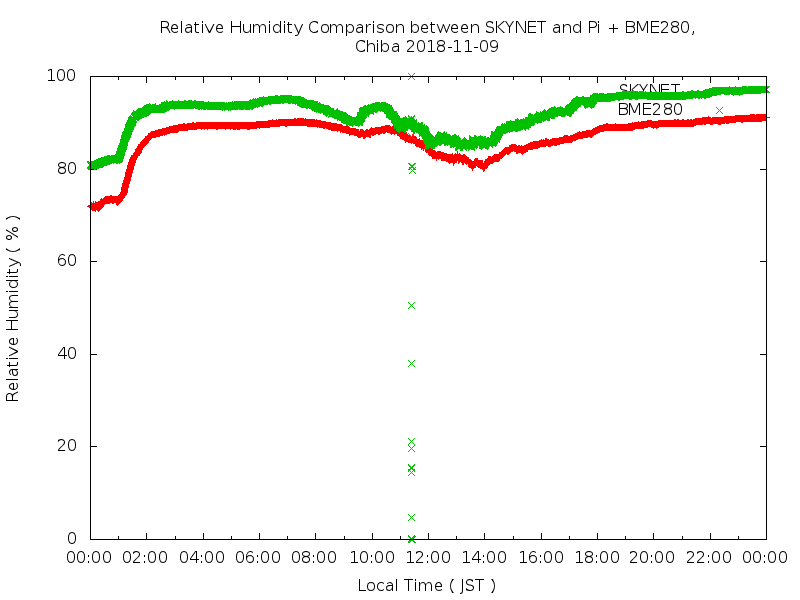 Relative Humidity Comparison between SKYNET and Pi + BME280,
Chiba 2018-11-09
100
80
60
40
20
0
Relative Humidity ( % )
SKYNET
BME280
00:00 02:00 04:00 06:00 08:00 10:00 12:00 14:00 16:00 18:00 20:00 22:00 00:00
Local Time ( JST )